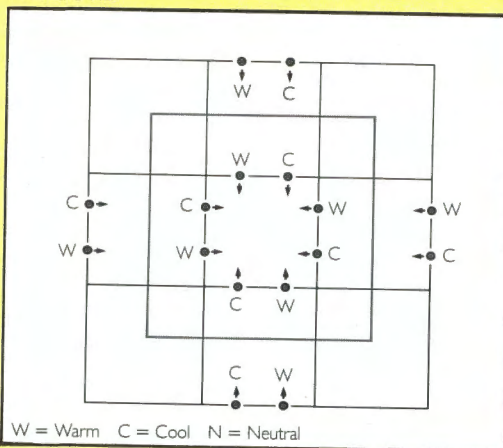 W C
W C
C C W W
W W C C
C W
C W
W = Warm C = Cool N = Neutral